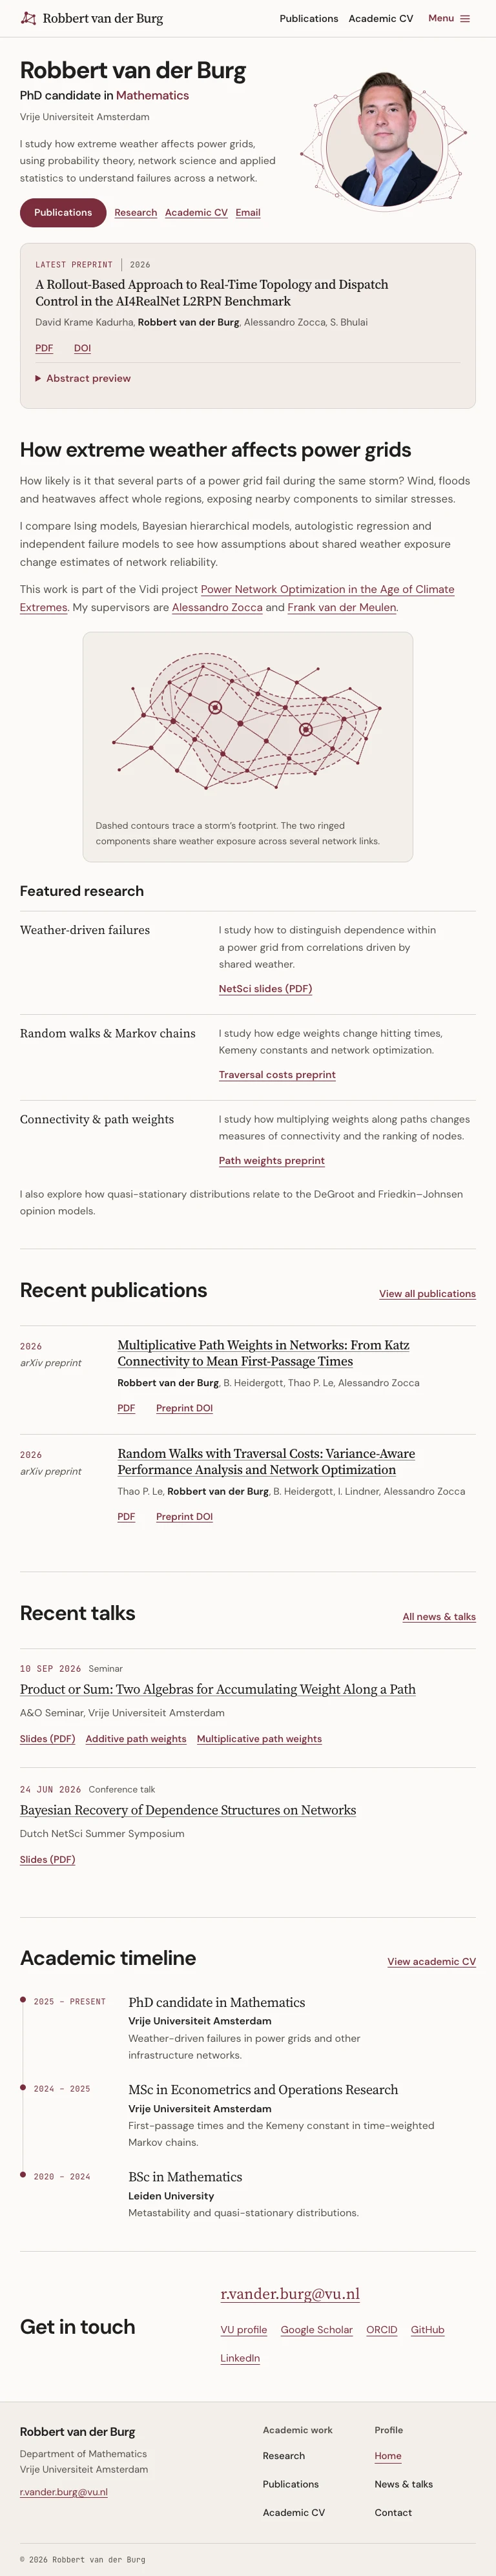 Robbert van der Burg
Publications Academic CV Menu
Robbert van der Burg
PhD candidate in Mathematics
Vrije Universiteit Amsterdam
I study how extreme weather affects power grids,
using probability theory, network science and applied
statistics to understand failures across a network.
Publications Research Academic CV Email
LATEST PREPRINT 2026
A Rollout-Based Approach to Real-Time Topology and Dispatch
Control in the AI4RealNet L2RPN Benchmark
David Krame Kadurha, Robbert van der Burg, Alessandro Zocca, S. Bhulai
PDF DOI
Abstract preview
How extreme weather affects power grids
How likely is it that several parts of a power grid fail during the same storm? Wind, floods
and heatwaves affect whole regions, exposing nearby components to similar stresses.
I compare Ising models, Bayesian hierarchical models, autologistic regression and
independent failure models to see how assumptions about shared weather exposure
change estimates of network reliability.
This work is part of the Vidi project Power Network Optimization in the Age of Climate
Extremes. My supervisors are Alessandro Zocca and Frank van der Meulen.
Dashed contours trace a storm's footprint. The two ringed
components share weather exposure across several network links.
Featured research
Weather-driven failures
I study how to distinguish dependence within
a power grid from correlations driven by
shared weather.
NetSci slides (PDF)
Random walks & Markov chains
I study how edge weights change hitting times,
Kemeny constants and network optimization.
Traversal costs preprint
Connectivity & path weights
I study how multiplying weights along paths changes
measures of connectivity and the ranking of nodes.
Path weights preprint
I also explore how quasi-stationary distributions relate to the DeGroot and Friedkin–Johnsen
opinion models.
Recent publications
View all publications
2026
arXiv preprint
Multiplicative Path Weights in Networks: From Katz
Connectivity to Mean First-Passage Times
Robbert van der Burg, B. Heidergott, Thao P. Le, Alessandro Zocca
PDF Preprint DOI
2026
arXiv preprint
Random Walks with Traversal Costs: Variance-Aware
Performance Analysis and Network Optimization
Thao P. Le, Robbert van der Burg, B. Heidergott, I. Lindner, Alessandro Zocca
PDF Preprint DOI
Recent talks
All news & talks
10 SEP 2026 Seminar
Product or Sum: Two Algebras for Accumulating Weight Along a Path
A&O Seminar, Vrije Universiteit Amsterdam
Slides (PDF) Additive path weights Multiplicative path weights
24 JUN 2026 Conference talk
Bayesian Recovery of Dependence Structures on Networks
Dutch NetSci Summer Symposium
Slides (PDF)
Academic timeline
View academic CV
2025 – PRESENT
PhD candidate in Mathematics
Vrije Universiteit Amsterdam
Weather-driven failures in power grids and other
infrastructure networks.
2024 – 2025
MSc in Econometrics and Operations Research
Vrije Universiteit Amsterdam
First-passage times and the Kemeny constant in time-weighted
Markov chains.
2020 – 2024
BSc in Mathematics
Leiden University
Metastability and quasi-stationary distributions.
Get in touch
r.vander.burg@vu.nl
VU profile Google Scholar ORCID GitHub
LinkedIn
Robbert van der Burg
Department of Mathematics
Vrije Universiteit Amsterdam
r.vander.burg@vu.nl
Academic work
Research
Publications
Academic CV
Profile
Home
News & talks
Contact
© 2026 Robbert van der Burg